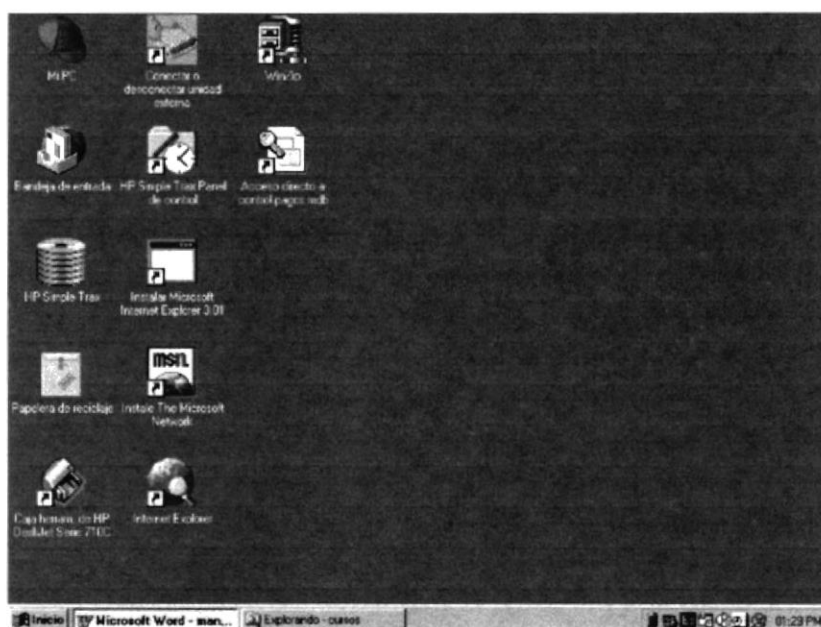 Mi PC
Conectar o
desconectar unidad
externa
WinZip
Bandeja de entrada
HP Simple Trax Panel
de control
Acceso directo a
control pagos mdb
HP Simple Trax
Instalar Microsoft
Internet Explorer 3.01
msn.
Papelera de reciclaje
Instale The Microsoft
Network
Caja herram. de HP
DeskJet Serie 710C
Internet Explorer
Inicio
Microsoft Word - man...
Explorando - cursos
01:29 PM